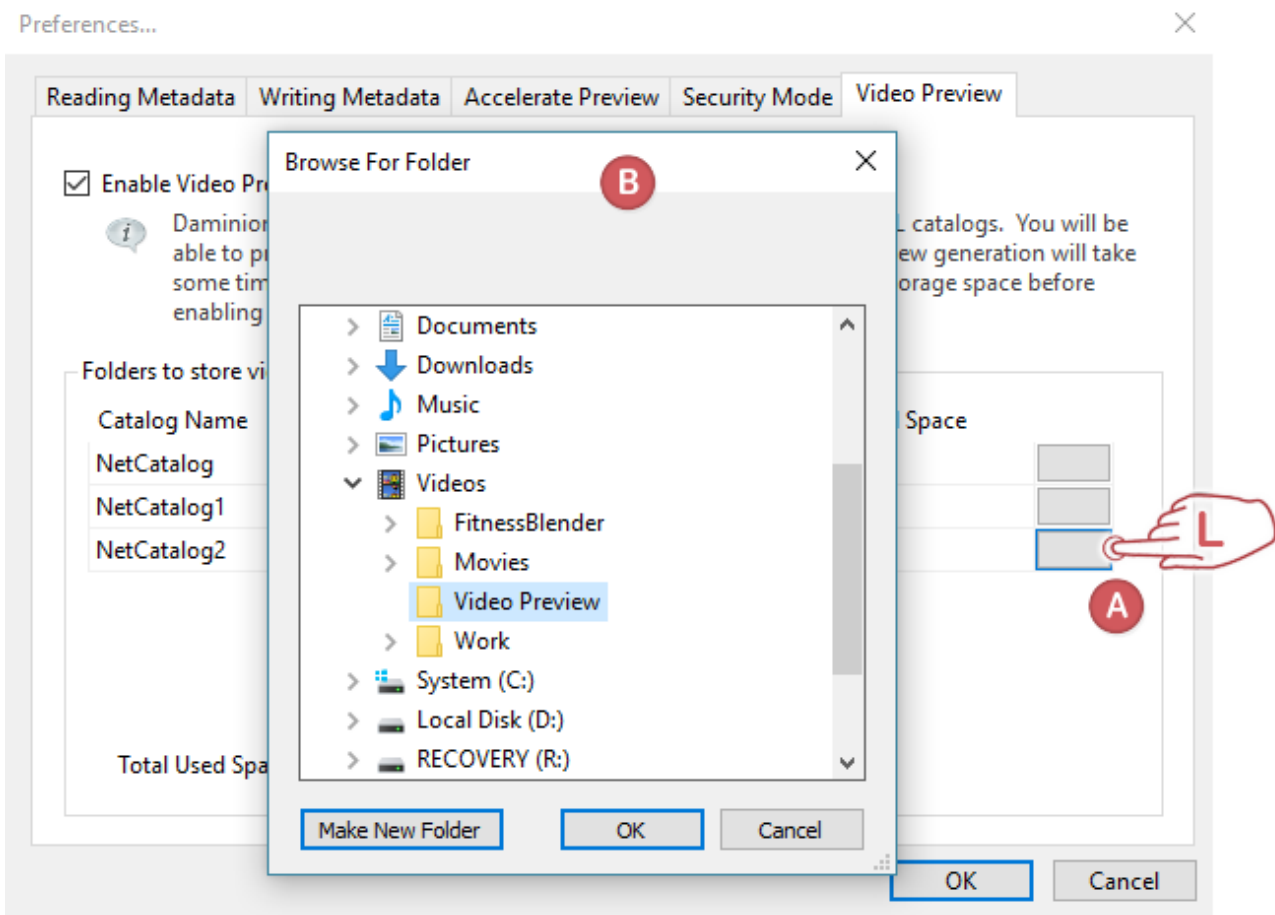 Preferences...
Reading Metadata Writing Metadata Accelerate Preview Security Mode Video Preview
Browse For Folder
B
Enable Video Pr
Daminion
L catalogs. You will be
able to pr
ew generation will take
some tim
orage space before
enabling
Documents
Downloads
Music
Pictures
Videos
FitnessBlender
Movies
Video Preview
Work
System (C:)
Local Disk (D:)
RECOVERY (R:)
Folders to store vi
Catalog Name
Space
NetCatalog
NetCatalog1
NetCatalog2
L
A
Total Used Spa
Make New Folder OK Cancel
OK Cancel